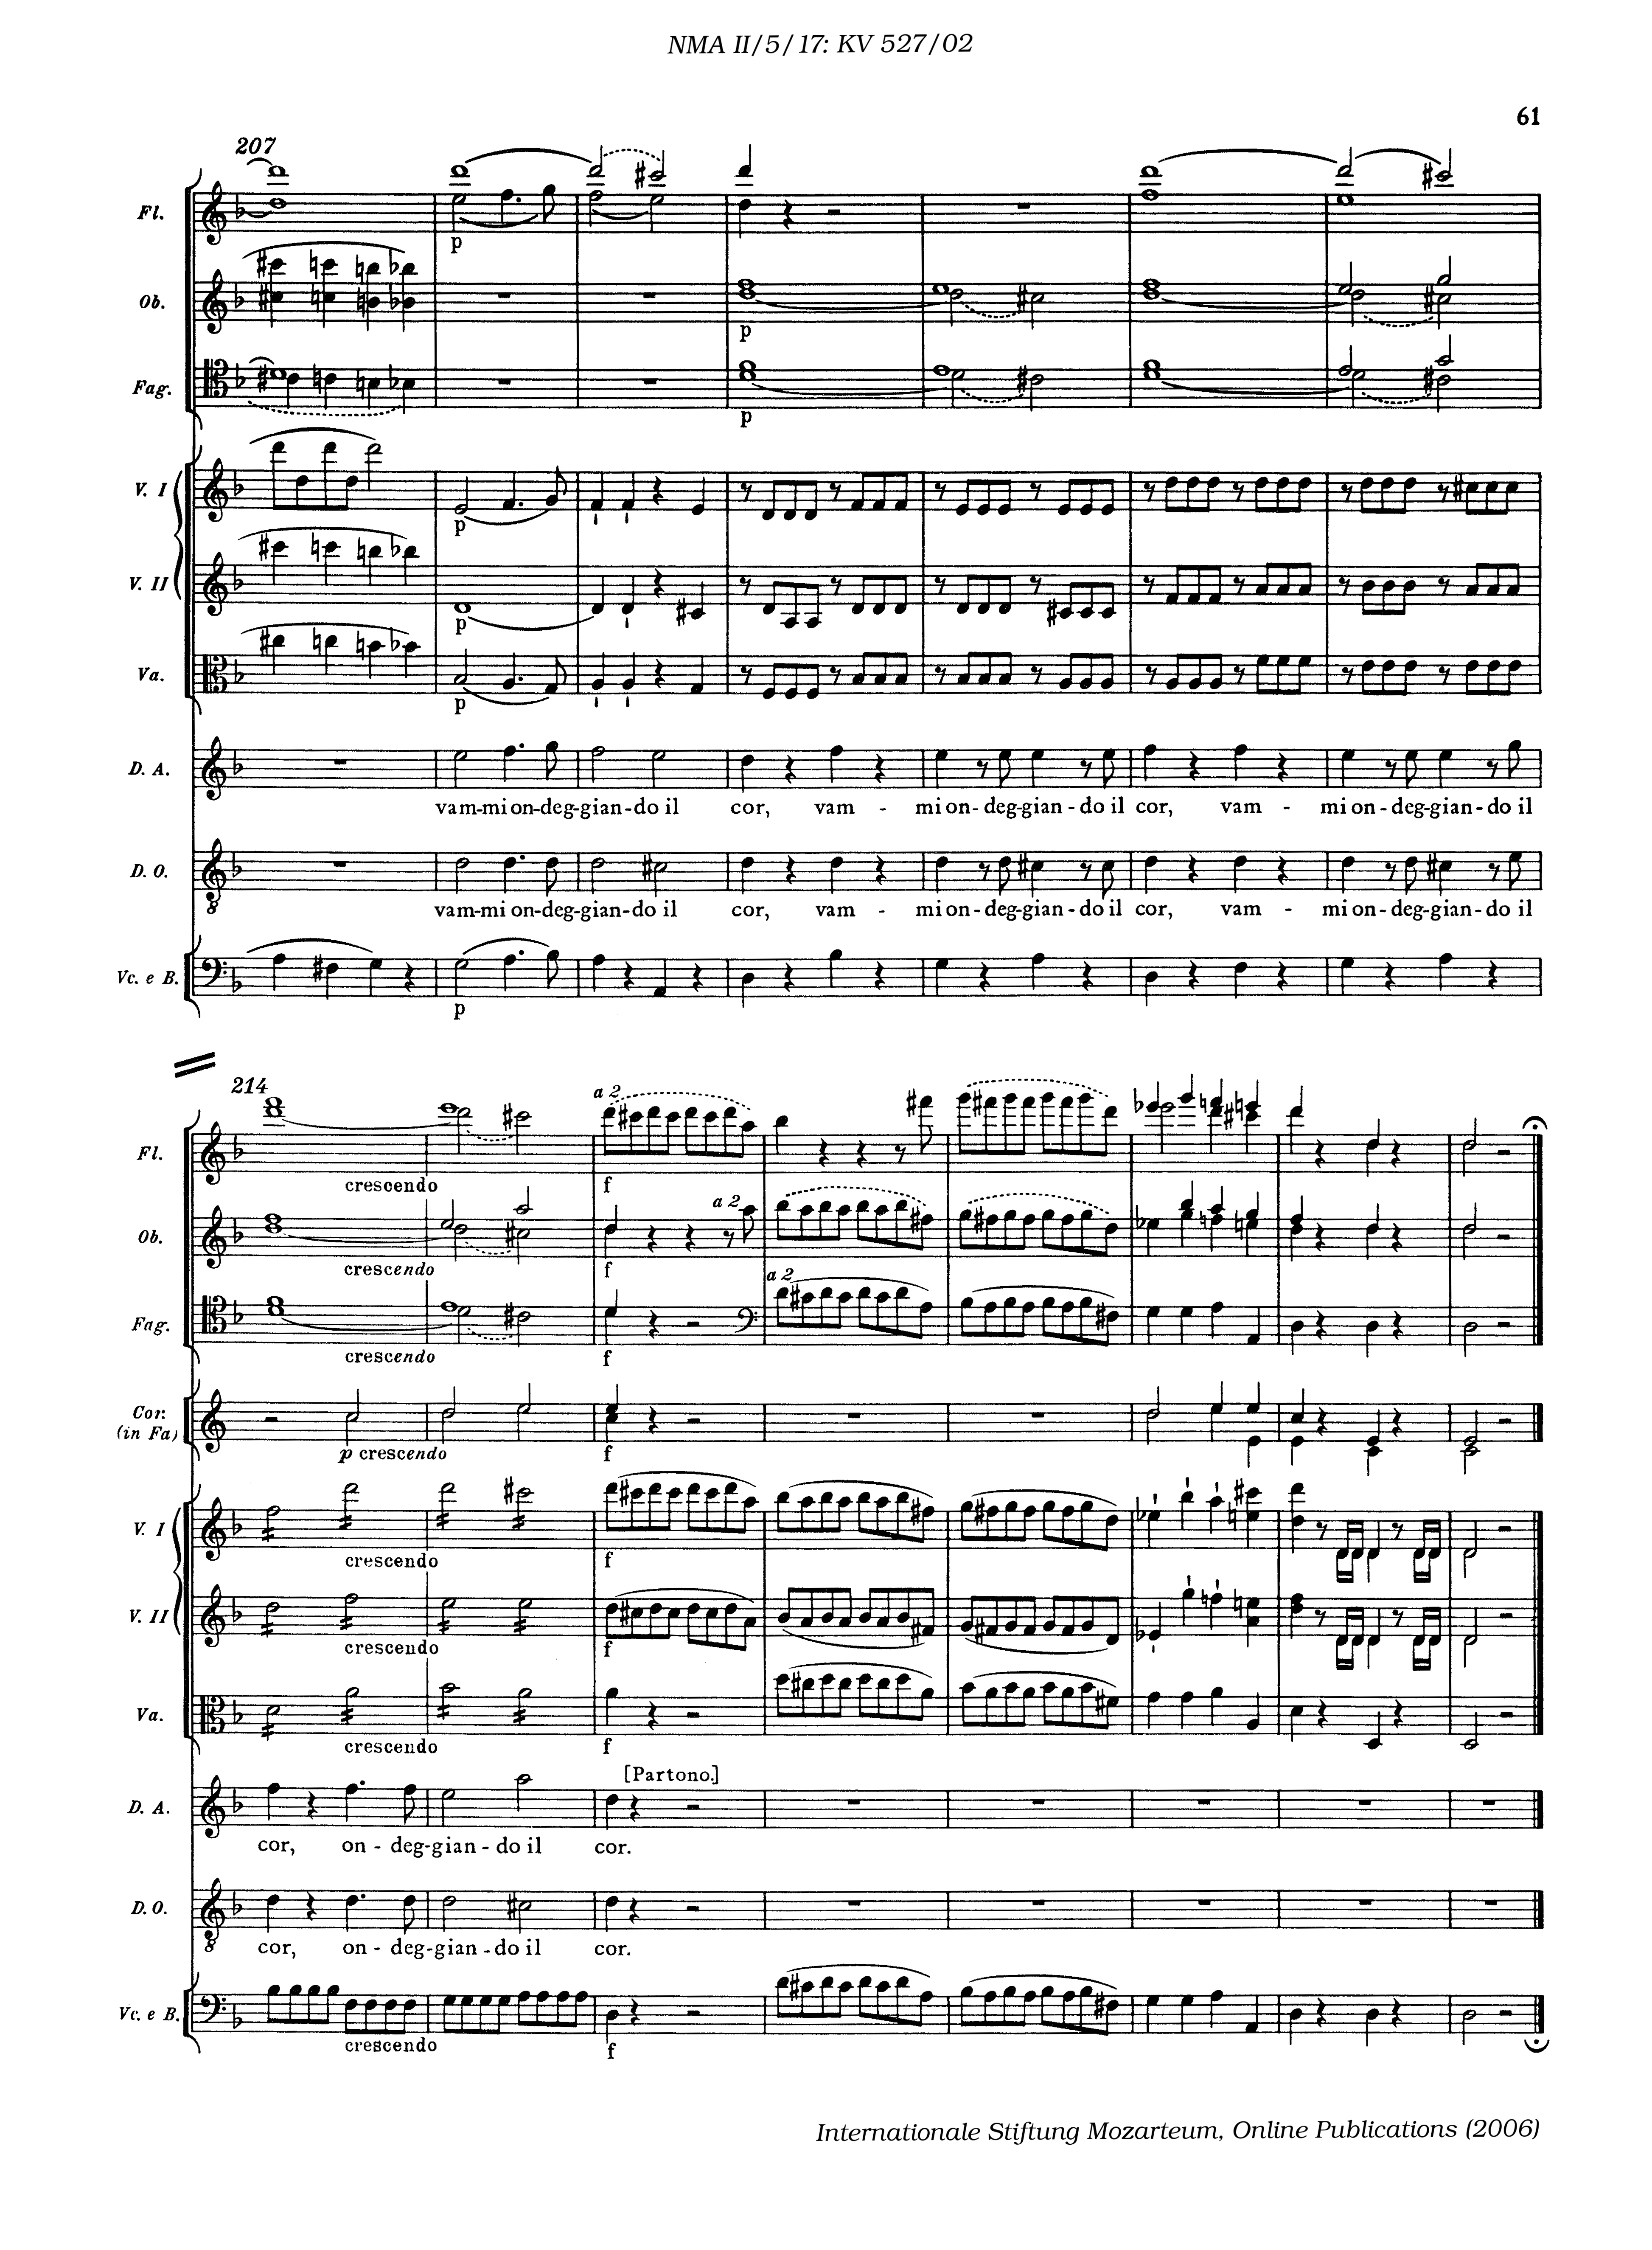 NMA II/5/17: KV 527/02
61
207
Fl.
p
Ob.
p
Fag.
p
V. I
p
V. II
p
Va.
p
D. A.
vam-mi on-deg-gian-do il cor, vam - mi on-deg-gian-do il cor, vam - mi on-deg-gian-do il
8
D. O.
vam-mi on-deg-gian-do il cor, vam - mi on-deg-gian-do il cor, vam - mi on-deg-gian-do il
Vc. e B.
p
214
a 2
Fl.
crescendo f
a 2
Ob.
crescendo f
a 2
Fag.
crescendo f
Cor.
(in Fa)
p crescendo f
V. I
crescendo f
V. II
crescendo f
Va.
crescendo f
[Partono.]
D. A.
cor, on - deg-gian-do il cor.
D. O.
8
cor, on - deg-gian-do il cor.
Vc. e B.
crescendo f
Internationale Stiftung Mozarteum, Online Publications (2006)